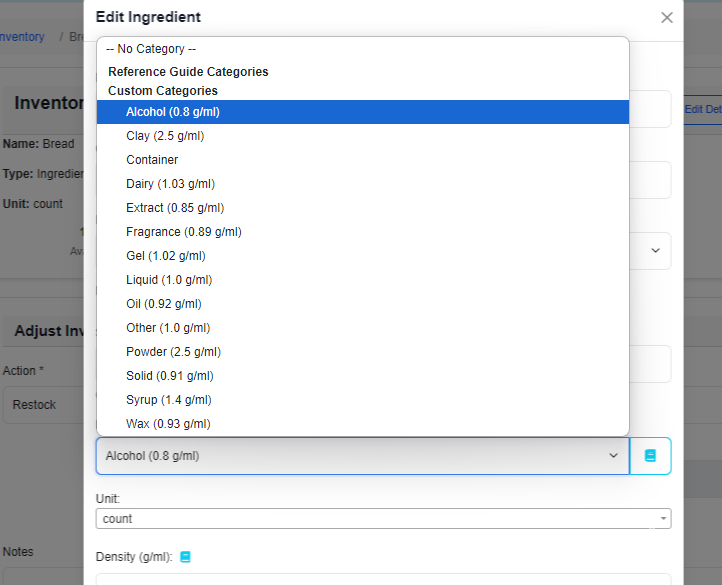 Edit Ingredient
nventory / Br
-- No Category --
Reference Guide Categories
Custom Categories
Alcohol (0.8 g/ml)
Clay (2.5 g/ml)
Container
Dairy (1.03 g/ml)
Extract (0.85 g/ml)
Fragrance (0.89 g/ml)
Gel (1.02 g/ml)
Liquid (1.0 g/ml)
Oil (0.92 g/ml)
Other (1.0 g/ml)
Powder (2.5 g/ml)
Solid (0.91 g/ml)
Syrup (1.4 g/ml)
Wax (0.93 g/ml)
Alcohol (0.8 g/ml)
Unit:
count
Density (g/ml):
Inventor
Edit Det
Name: Bread
Type: Ingredien
Unit: count
1
Ava
Adjust Inv
Action *
Restock
Notes